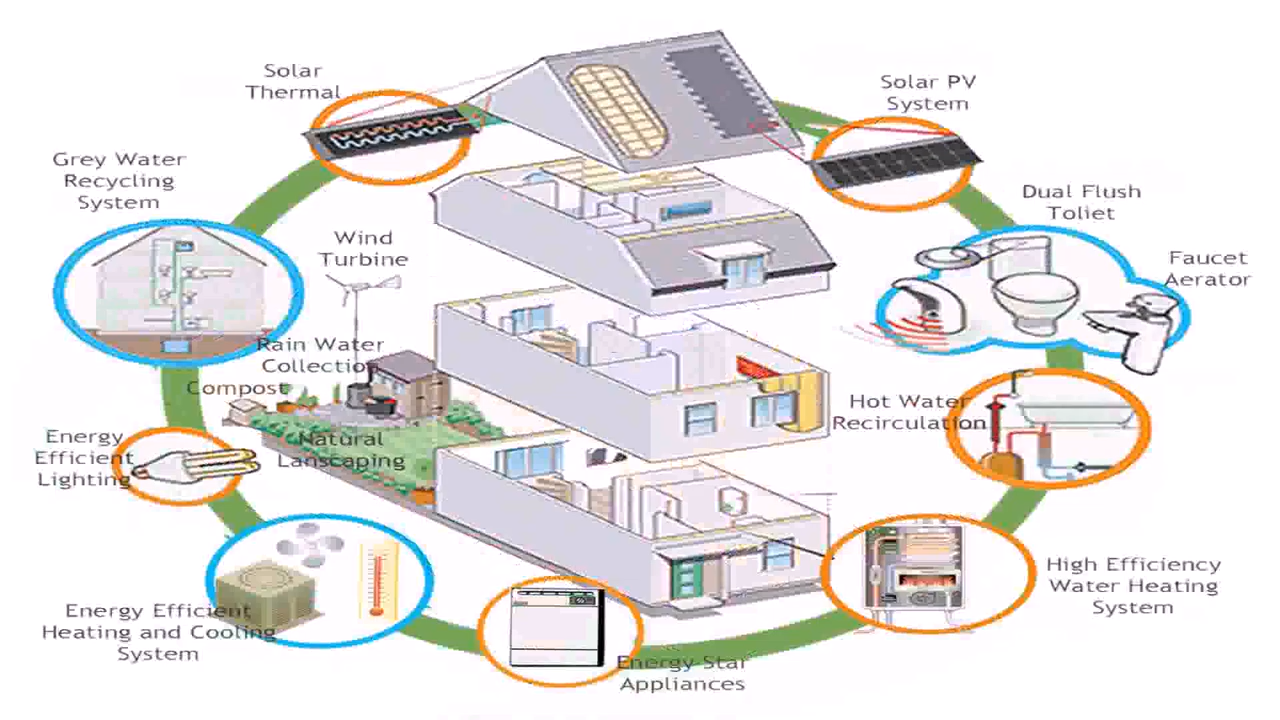 Solar
Thermal
Solar PV
System
Grey Water
Recycling
System
Dual Flush
Toliet
Wind
Turbine
Faucet
Aerator
Rain Water
Collection
Compost
Hot Water
Recirculation
Energy
Efficient
Lighting
Natural
Lanscaping
High Efficiency
Water Heating
System
Energy Efficient
Heating and Cooling
System
Energy Star
Appliances